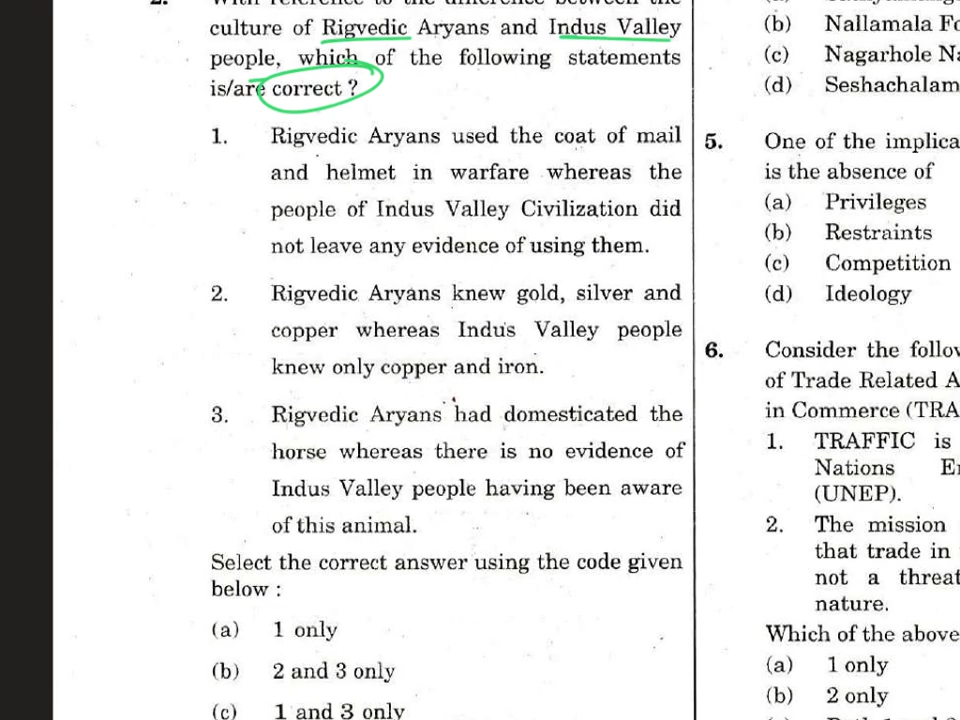 culture of Rigvedic Aryans and Indus Valley
people, which of the following statements
is/are correct ?
1. Rigvedic Aryans used the coat of mail
and helmet in warfare whereas the
people of Indus Valley Civilization did
not leave any evidence of using them.
2. Rigvedic Aryans knew gold, silver and
copper whereas Indus Valley people
knew only copper and iron.
3. Rigvedic Aryans had domesticated the
horse whereas there is no evidence of
Indus Valley people having been aware
of this animal.
Select the correct answer using the code given
below :
(a) 1 only
(b) 2 and 3 only
(c) 1 and 3 only
(b) Nallamala
(c) Nagarhole
(d) Seshachalam
5. One of the
is the absence of
(a) Privileges
(b) Restraints
(c) Competition
(d) Ideology
6. Consider the
of Trade Related
in Commerce
1. TRAFFIC is
Nations
(UNEP).
2. The mission
that trade in
not a
nature.
Which of the above
(a) 1 only
(b) 2 only